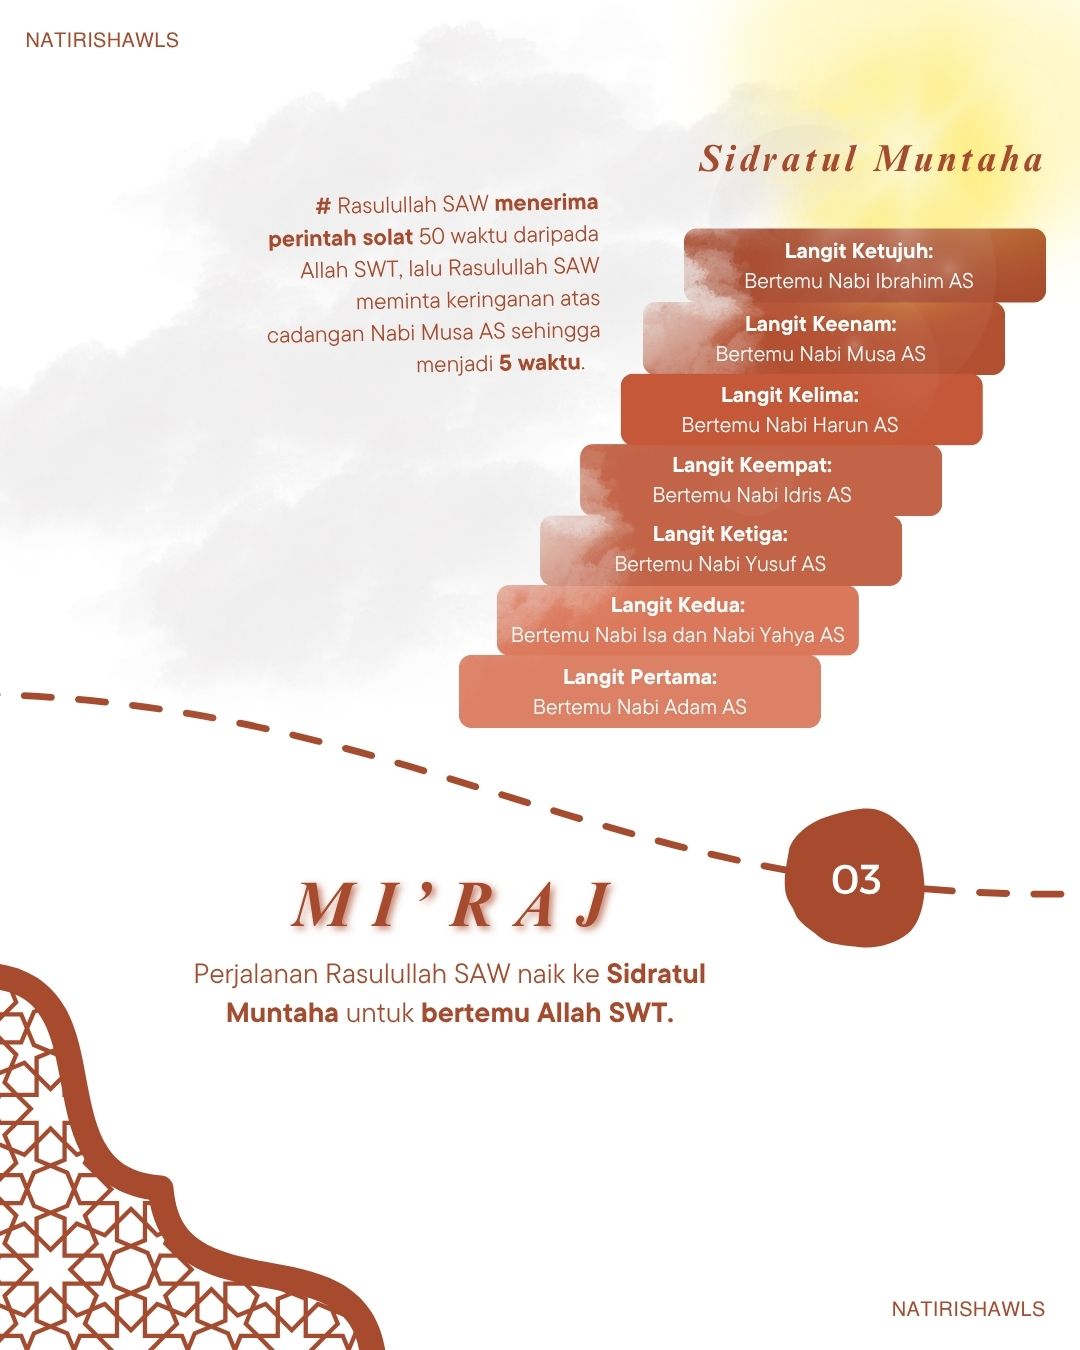 NATIRISHAWLS
Sidratul Muntaha
# Rasulullah SAW menerima
perintah solat 50 waktu daripada
Allah SWT, lalu Rasulullah SAW
meminta keringanan atas
cadangan Nabi Musa AS sehingga
menjadi 5 waktu.
Langit Ketujuh:
Bertemu Nabi Ibrahim AS
Langit Keenam:
Bertemu Nabi Musa AS
Langit Kelima:
Bertemu Nabi Harun AS
Langit Keempat:
Bertemu Nabi Idris AS
Langit Ketiga:
Bertemu Nabi Yusuf AS
Langit Kedua:
Bertemu Nabi Isa dan Nabi Yahya AS
Langit Pertama:
Bertemu Nabi Adam AS
03
MI’RAJ
Perjalanan Rasulullah SAW naik ke Sidratul
Muntaha untuk bertemu Allah SWT.
NATIRISHAWLS